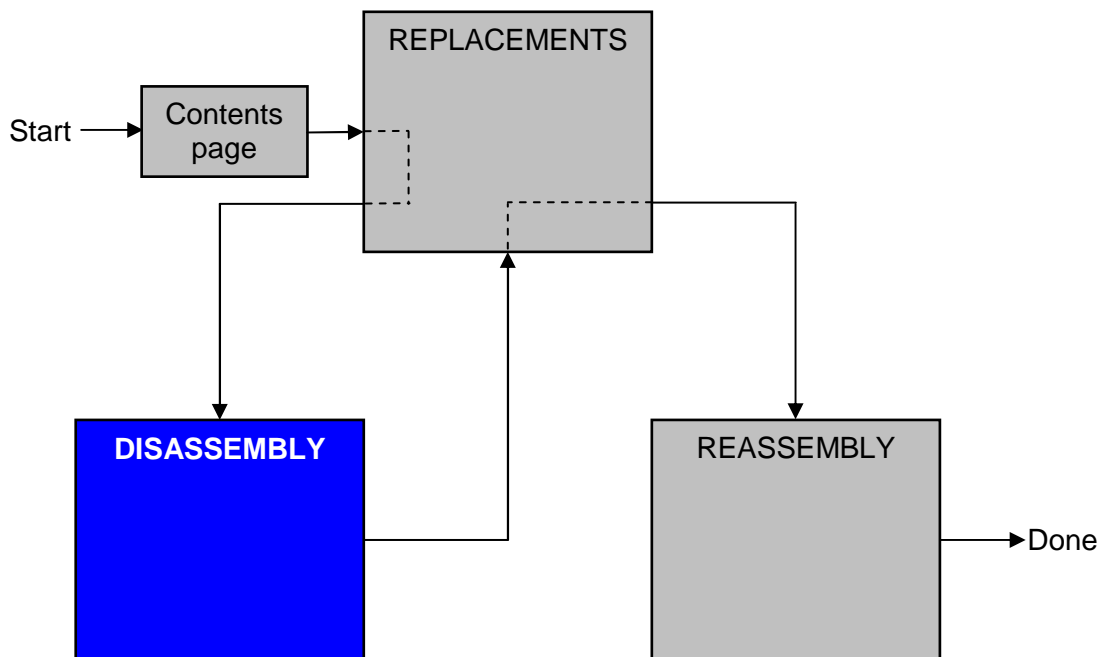 REPLACEMENTS
Start
Contents
page
DISASSEMBLY
REASSEMBLY
Done